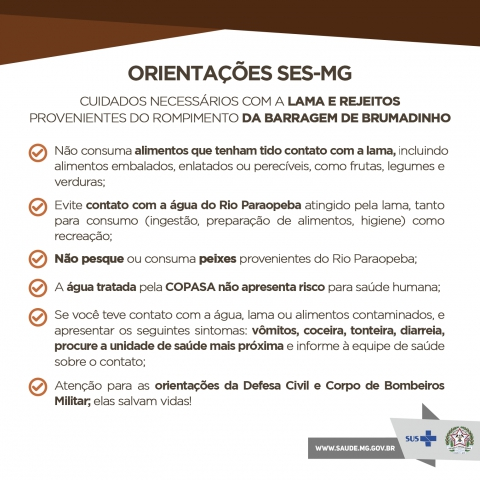 ORIENTAÇÕES SES-MG
CUIDADOS NECESSÁRIOS COM A LAMA E REJEITOS
PROVENIENTES DO ROMPIMENTO DA BARRAGEM DE BRUMADINHO
Não consuma alimentos que tenham tido contato com a lama, incluindo
alimentos embalados, enlatados ou perecíveis, como frutas, legumes e
verduras;
Evite contato com a água do Rio Paraopeba atingido pela lama, tanto
para consumo (ingestão, preparação de alimentos, higiene) como
recreação;
Não pesque ou consuma peixes provenientes do Rio Paraopeba;
A água tratada pela COPASA não apresenta risco para saúde humana;
Se você teve contato com a água, lama ou alimentos contaminados, e
apresentar os seguintes sintomas: vômitos, coceira, tonteira, diarreia,
procure a unidade de saúde mais próxima e informe à equipe de saúde
sobre o contato;
Atenção para as orientações da Defesa Civil e Corpo de Bombeiros
Militar; elas salvam vidas!
WWW.SAUDE.MG.GOV.BR
SUS